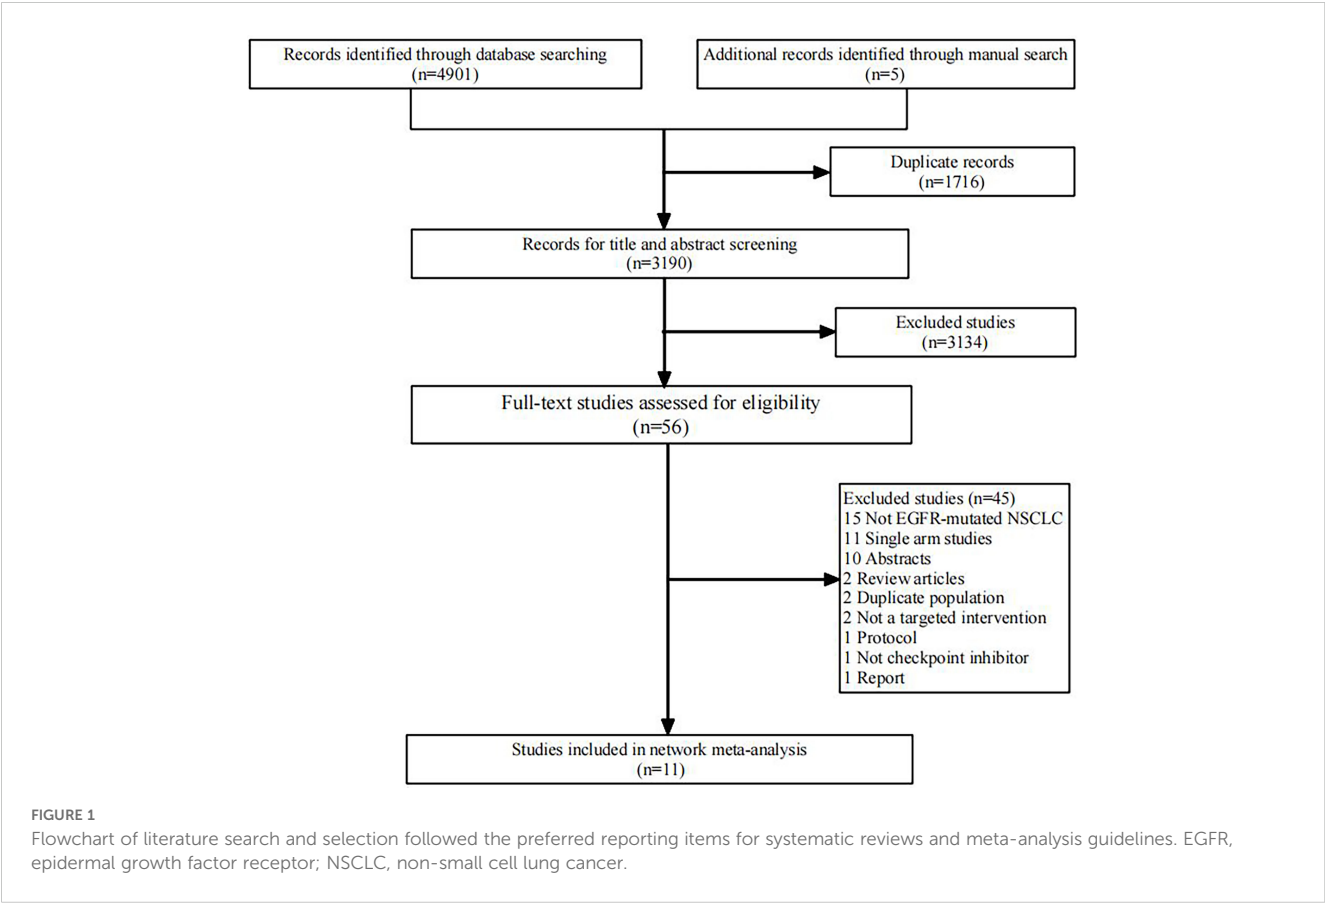 Records identified through database searching
(n=4901)
Additional records identified through manual search
(n=5)
Duplicate records
(n=1716)
Records for title and abstract screening
(n=3190)
Excluded studies
(n=3134)
Full-text studies assessed for eligibility
(n=56)
Excluded studies (n=45)
15 Not EGFR-mutated NSCLC
11 Single arm studies
10 Abstracts
2 Review articles
2 Duplicate population
2 Not a targeted intervention
1 Protocol
1 Not checkpoint inhibitor
1 Report
Studies included in network meta-analysis
(n=11)
FIGURE 1
Flowchart of literature search and selection followed the preferred reporting items for systematic reviews and meta-analysis guidelines. EGFR,
epidermal growth factor receptor; NSCLC, non-small cell lung cancer.